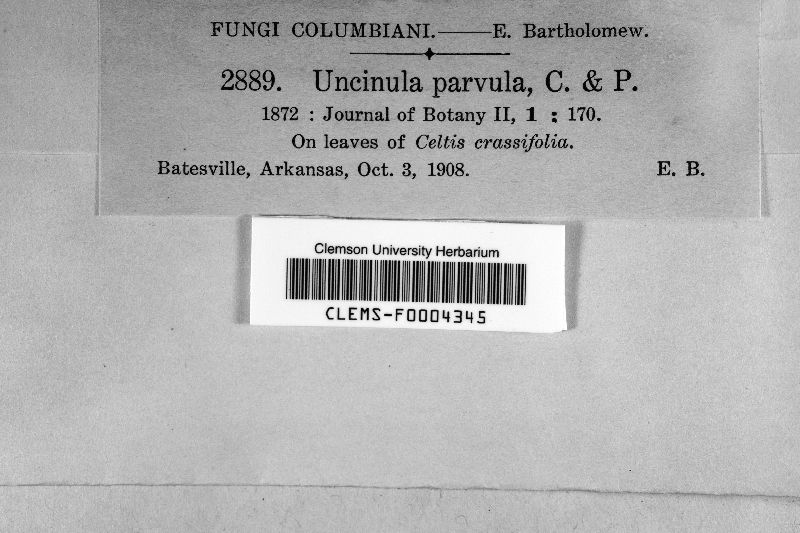 FUNGI COLUMBIANI.——E. Bartholomew.
2889. Uncinula parvula, C. & P.
1872 : Journal of Botany II, 1 : 170.
On leaves of Celtis crassifolia.
Batesville, Arkansas, Oct. 3, 1908. E. B.
Clemson University Herbarium
CLEMS-F0004345